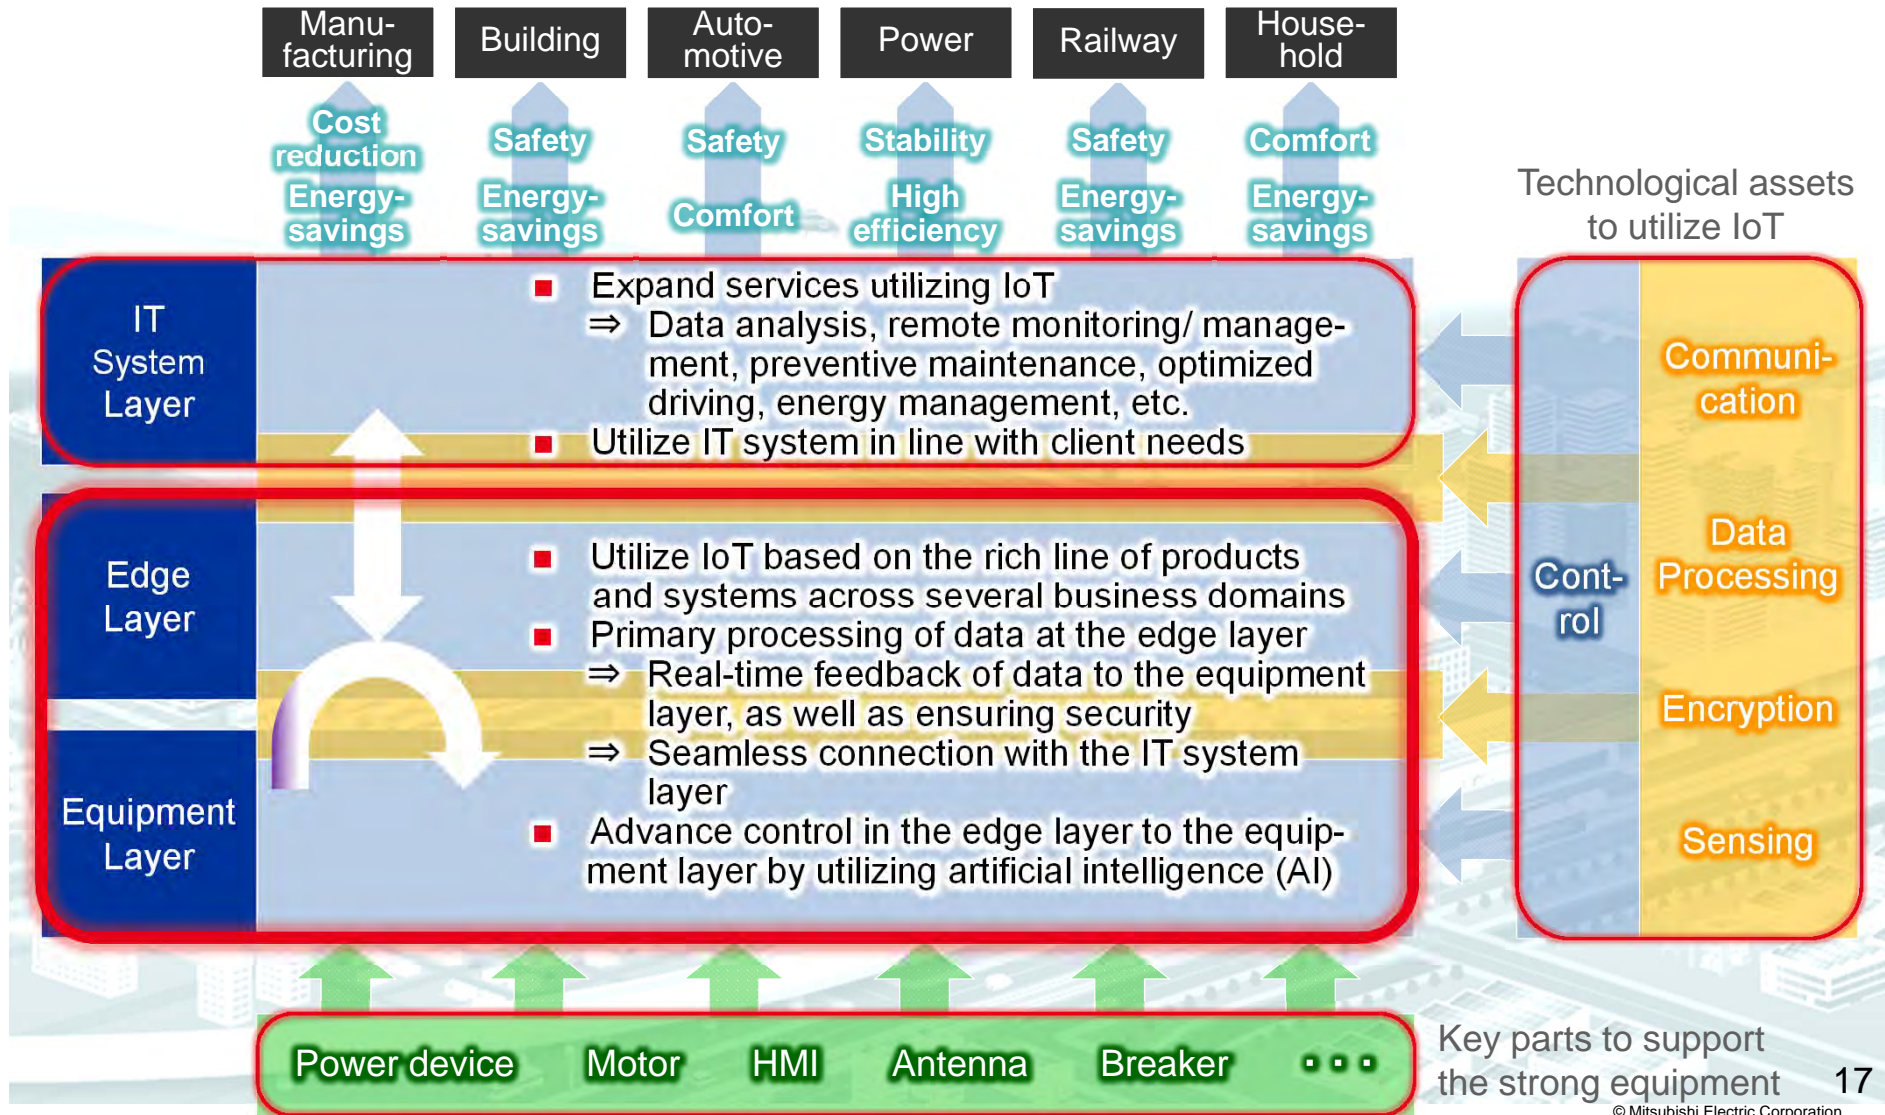 Manu-
facturing
Building
Auto-
motive
Power
Railway
House-
hold
Cost
reduction
Energy-
savings
Safety
Energy-
savings
Safety
Comfort
Stability
High
efficiency
Safety
Energy-
savings
Comfort
Energy-
savings
Technological assets
to utilize IoT
IT
System
Layer
■ Expand services utilizing IoT
⇒ Data analysis, remote monitoring/ manage-
ment, preventive maintenance, optimized
driving, energy management, etc.
■ Utilize IT system in line with client needs
Edge
Layer
■ Utilize IoT based on the rich line of products
and systems across several business domains
■ Primary processing of data at the edge layer
⇒ Real-time feedback of data to the equipment
layer, as well as ensuring security
⇒ Seamless connection with the IT system
layer
Equipment
Layer
■ Advance control in the edge layer to the equip-
ment layer by utilizing artificial intelligence (AI)
Cont-
rol
Communi-
cation
Data
Processing
Encryption
Sensing
Power device Motor HMI Antenna Breaker ・・・
Key parts to support
the strong equipment
17
© Mitsubishi Electric Corporation